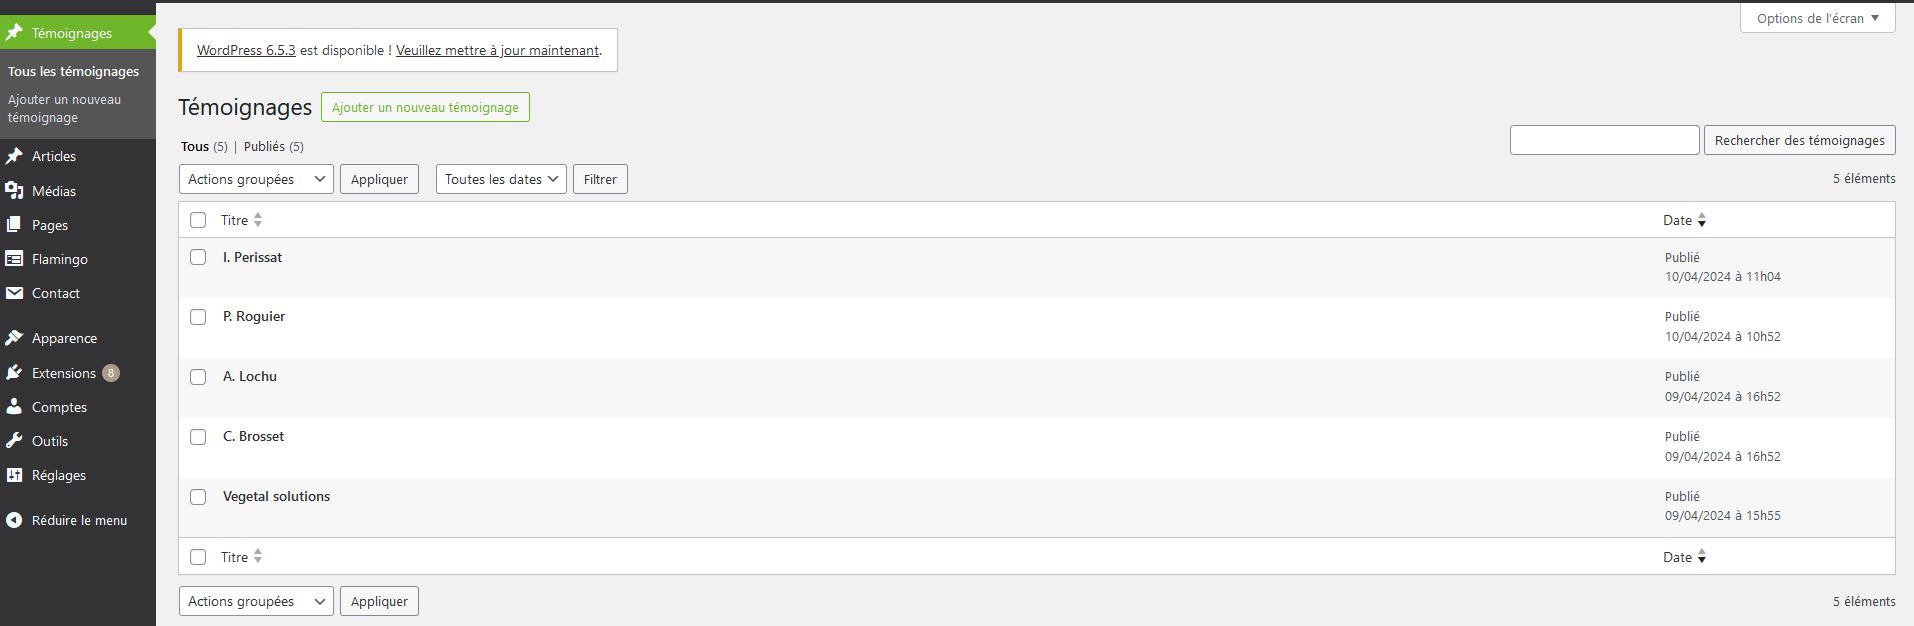 Options de l'écran
Témoignages
Tous les témoignages
Ajouter un nouveau
témoignage
Articles
Médias
Pages
Flamingo
Contact
Apparence
Extensions 8
Comptes
Outils
Réglages
Réduire le menu
WordPress 6.5.3 est disponible ! Veuillez mettre à jour maintenant.
Témoignages Ajouter un nouveau témoignage
Tous (5) | Publiés (5)
Rechercher des témoignages
Actions groupées Appliquer Toutes les dates Filtrer 5 éléments
Titre Date
I. Perissat Publié
10/04/2024 à 11h04
P. Roguier Publié
10/04/2024 à 10h52
A. Lochu Publié
09/04/2024 à 16h52
C. Brosset Publié
09/04/2024 à 16h52
Vegetal solutions Publié
09/04/2024 à 15h55
Titre Date
Actions groupées Appliquer 5 éléments